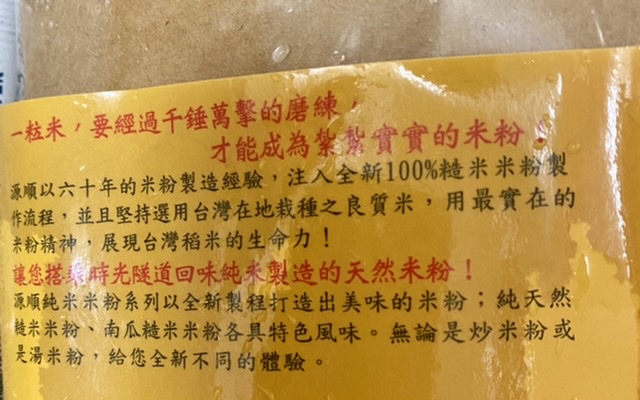 一粒米，要經過千錘萬擊的磨練，
才能成為紮紮實實的米粉！
源順以六十年的米粉製造經驗，注入全新100%糙米米粉製
作流程，並且堅持選用台灣在地栽種之良質米，用最實在的
米粉精神，展現台灣稻米的生命力！
讓您搭乘時光隧道回味純米製造的天然米粉！
源順純米米粉系列以全新製程打造出美味的米粉；純天然
糙米米粉、南瓜糙米米粉各具特色風味。無論是炒米粉或
是湯米粉，給您全新不同的體驗。